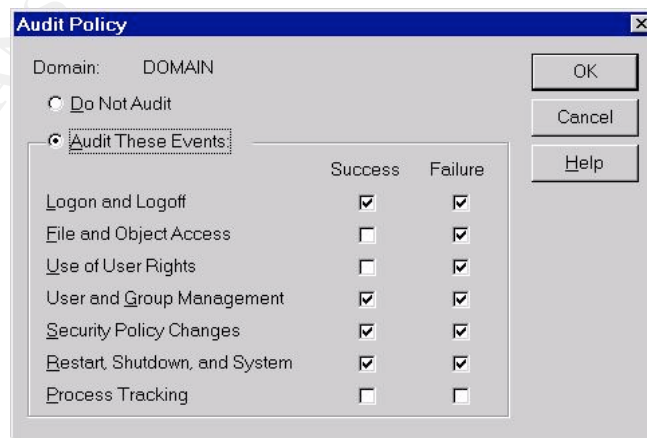 Audit Policy
Domain: DOMAIN
Do Not Audit
Audit These Events:
Success Failure
Logon and Logoff
File and Object Access
Use of User Rights
User and Group Management
Security Policy Changes
Restart, Shutdown, and System
Process Tracking
OK
Cancel
Help